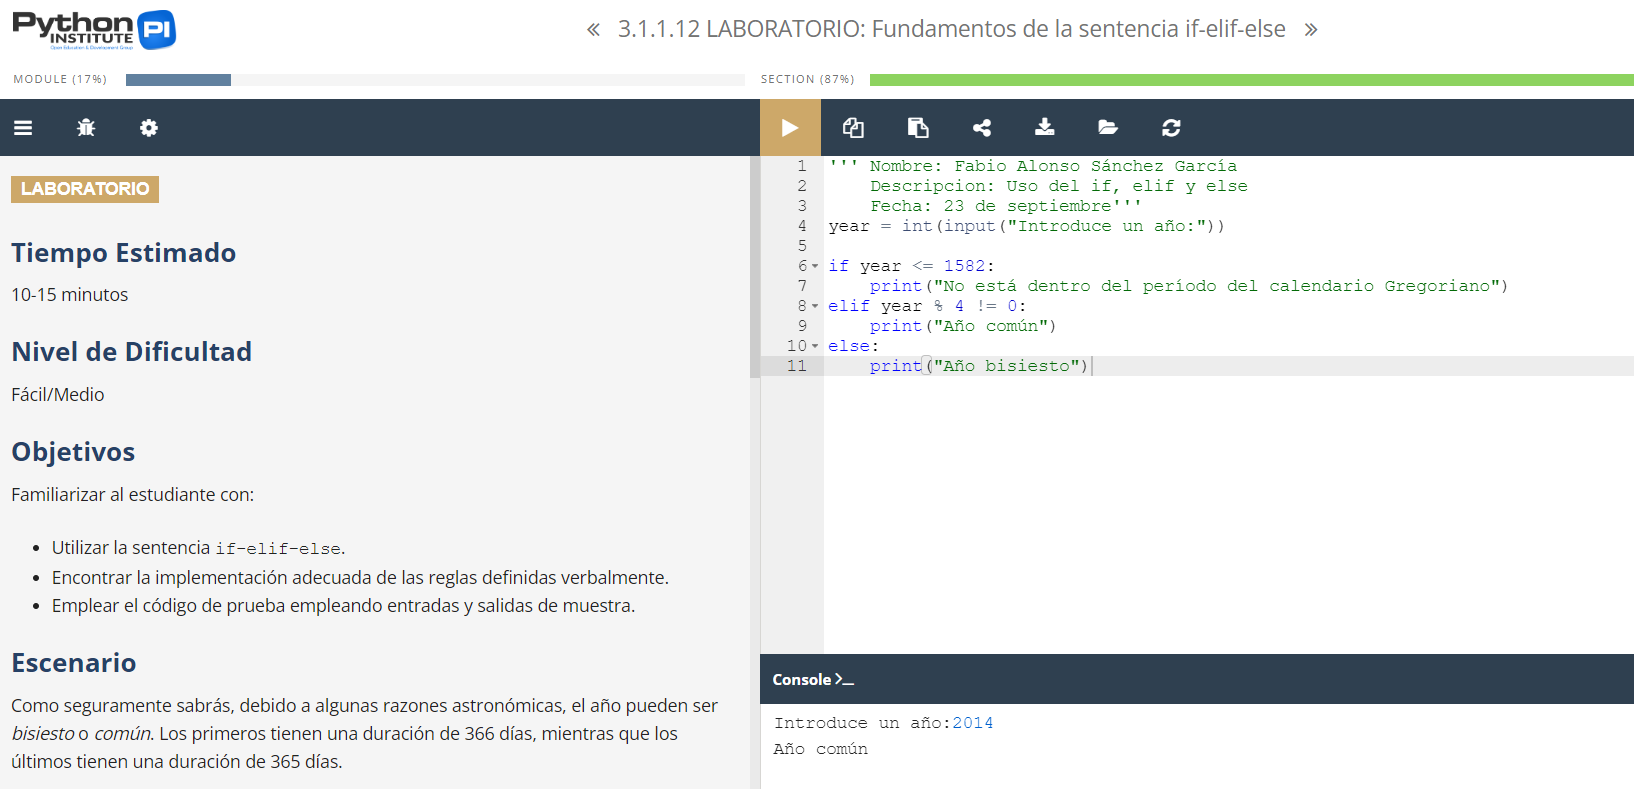 Python
INSTITUTE
Open Education & Development Group
PI
« 3.1.1.12 LABORATORIO: Fundamentos de la sentencia if-elif-else »
MODULE (17%)
SECTION (87%)
LABORATORIO
Tiempo Estimado
10-15 minutos
Nivel de Dificultad
Fácil/Medio
Objetivos
Familiarizar al estudiante con:
• Utilizar la sentencia if-elif-else.
• Encontrar la implementación adecuada de las reglas definidas verbalmente.
• Emplear el código de prueba empleando entradas y salidas de muestra.
Escenario
Como seguramente sabrás, debido a algunas razones astronómicas, el año pueden ser
bisiesto o común. Los primeros tienen una duración de 366 días, mientras que los
últimos tienen una duración de 365 días.
1 ''' Nombre: Fabio Alonso Sánchez García
2     Descripcion: Uso del if, elif y else
3     Fecha: 23 de septiembre'''
4 year = int(input("Introduce un año:"))
5
6 if year <= 1582:
7     print("No está dentro del período del calendario Gregoriano")
8 elif year % 4 != 0:
9     print("Año común")
10 else:
11     print("Año bisiesto")
Console >_
Introduce un año:2014
Año común